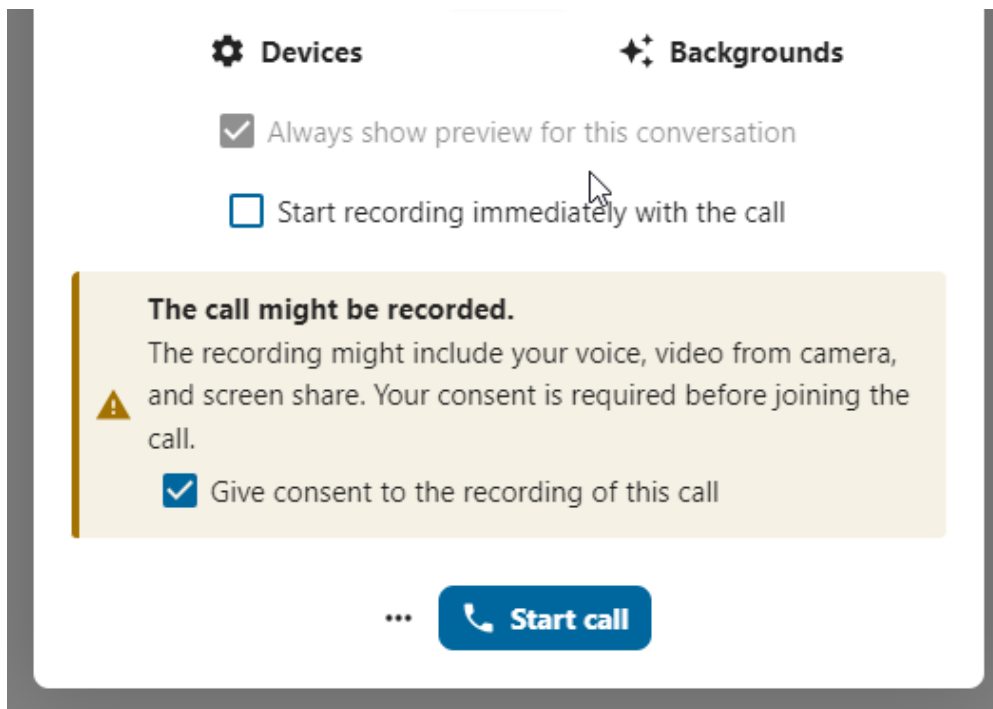 Devices
Backgrounds
Always show preview for this conversation
Start recording immediately with the call
The call might be recorded.
The recording might include your voice, video from camera,
and screen share. Your consent is required before joining the
call.
Give consent to the recording of this call
Start call